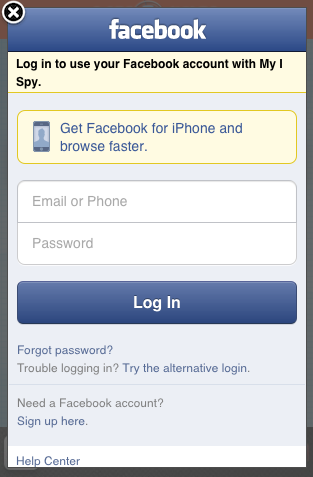 facebook
Log in to use your Facebook account with My I
Spy.
Get Facebook for iPhone and
browse faster.
Email or Phone
Password
Log In
Forgot password?
Trouble logging in? Try the alternative login.
Need a Facebook account?
Sign up here.
Help Center